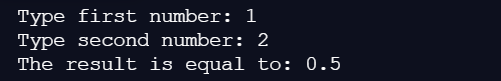 Type first number: 1
Type second number: 2
The result is equal to: 0.5